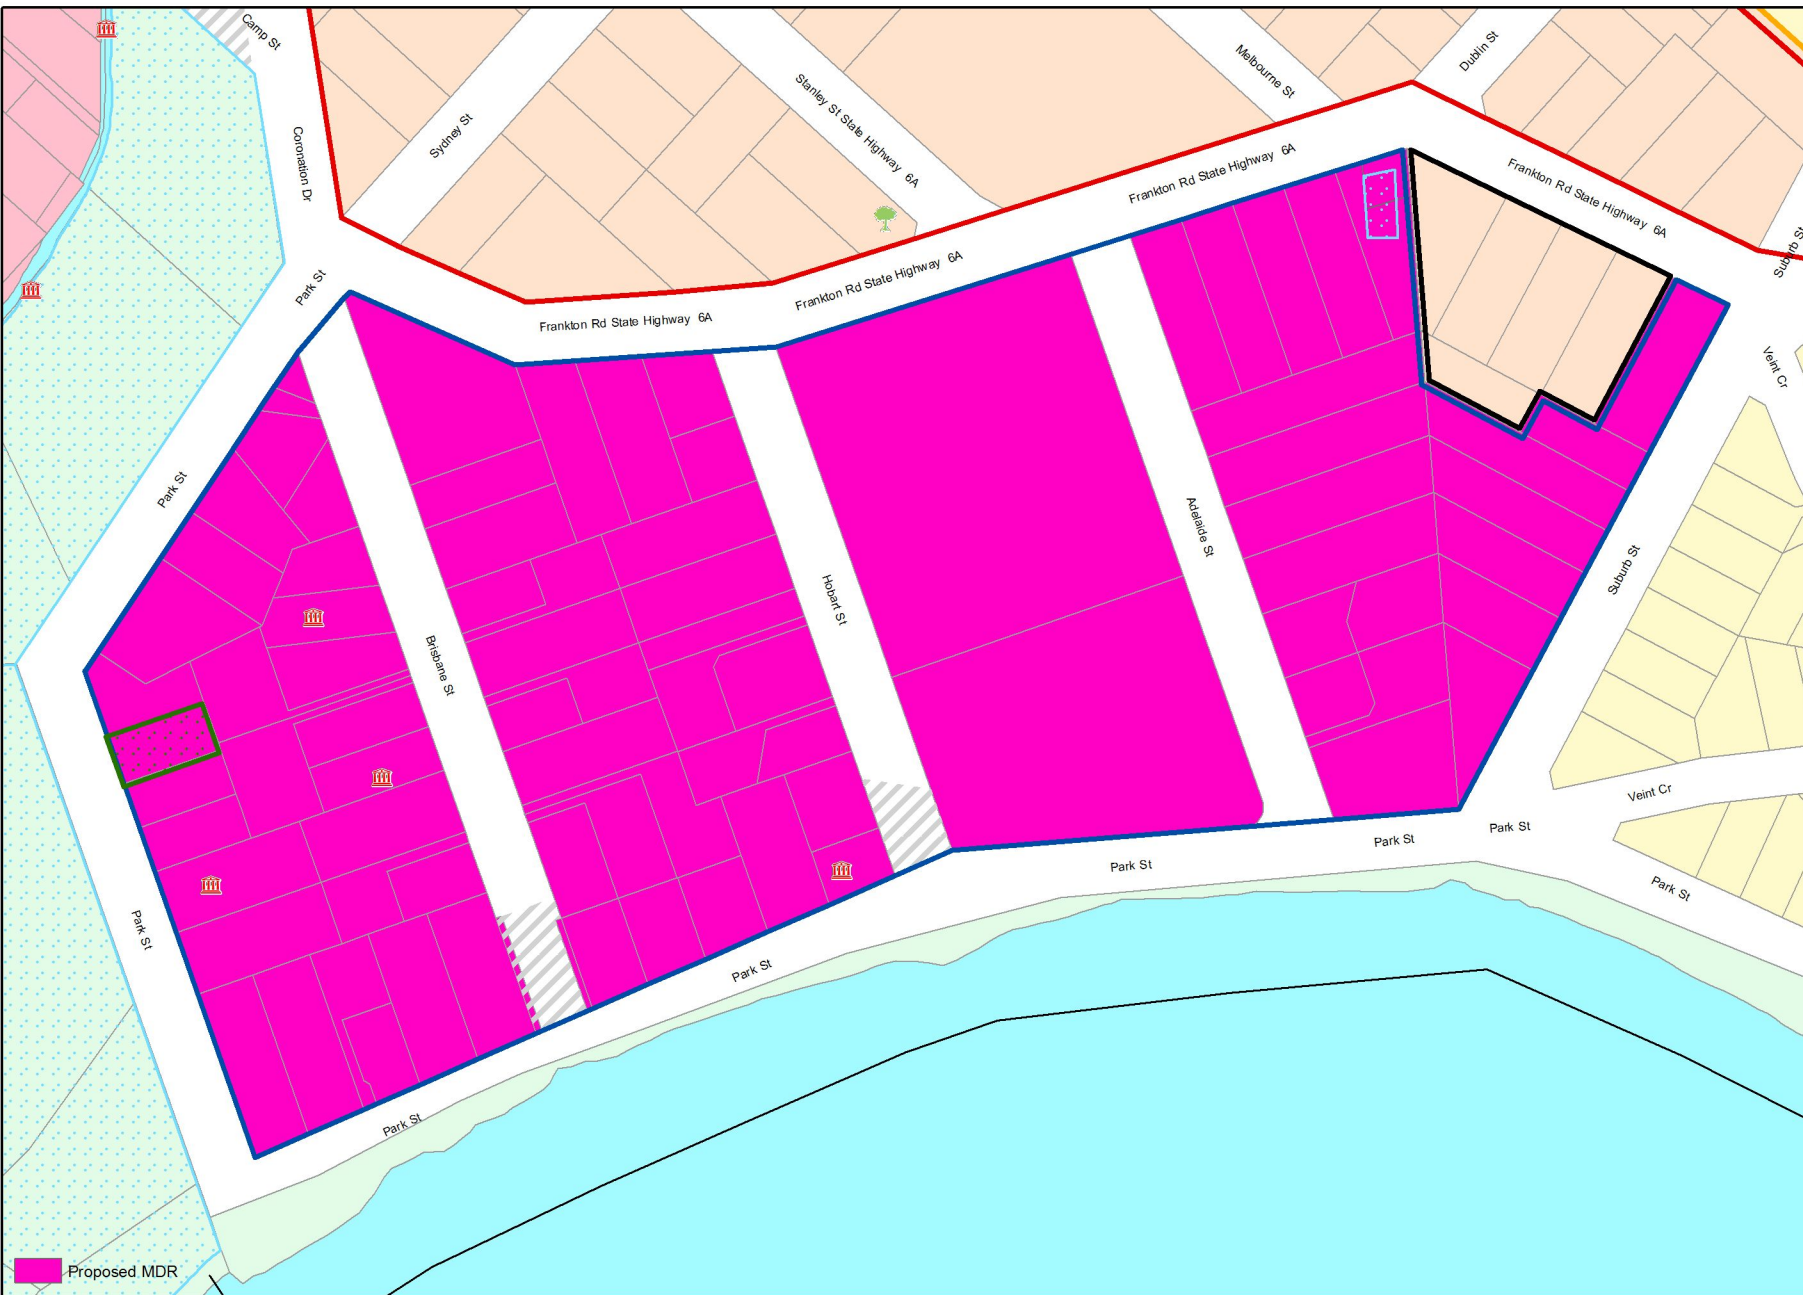 Camp St
Coronation Dr
Sydney St
Stanley St State Highway 6A
Melbourne St
Dublin St
Frankton Rd State Highway 6A
Frankton Rd State Highway 6A
Suburb St
Frankton Rd State Highway 6A
Frankton Rd State Highway 6A
Park St
Veint Cr
Park St
Adelaide St
Hobart St
Suburb St
Brisbane St
Veint Cr
Park St
Park St
Park St
Park St
Park St
Park St
Park St
Proposed MDR